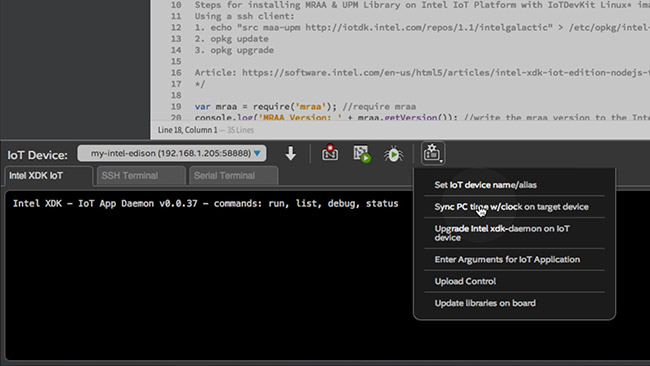 10 Steps for installing MRAA & UPM Library on Intel IoT Platform with IoTDevKit Linux* im
11 Using a ssh client:
12 1. echo "src maa-upm http://iotdk.intel.com/repos/1.1/intelgalactic" > /etc/opkg/intel-
13 2. opkg update
14 3. opkg upgrade
15
16 Article: https://software.intel.com/en-us/html5/articles/intel-xdk-iot-edition-nodejs-t
17 */
18
19 var mraa = require('mraa'); //require mraa
20 console.log('MRAA Version: ' + mraa.getVersion()); //write the mraa version to the Inte
Line 18, Column 1 — 35 Lines
IoT Device: my-intel-edison (192.168.1.205:58888)
Intel XDK IoT SSH Terminal Serial Terminal
Intel XDK - IoT App Daemon v0.0.37 - commands: run, list, debug, status
Set IoT device name/alias
Sync PC time w/clock on target device
Upgrade Intel xdk-daemon on IoT
device
Enter Arguments for IoT Application
Upload Control
Update libraries on board